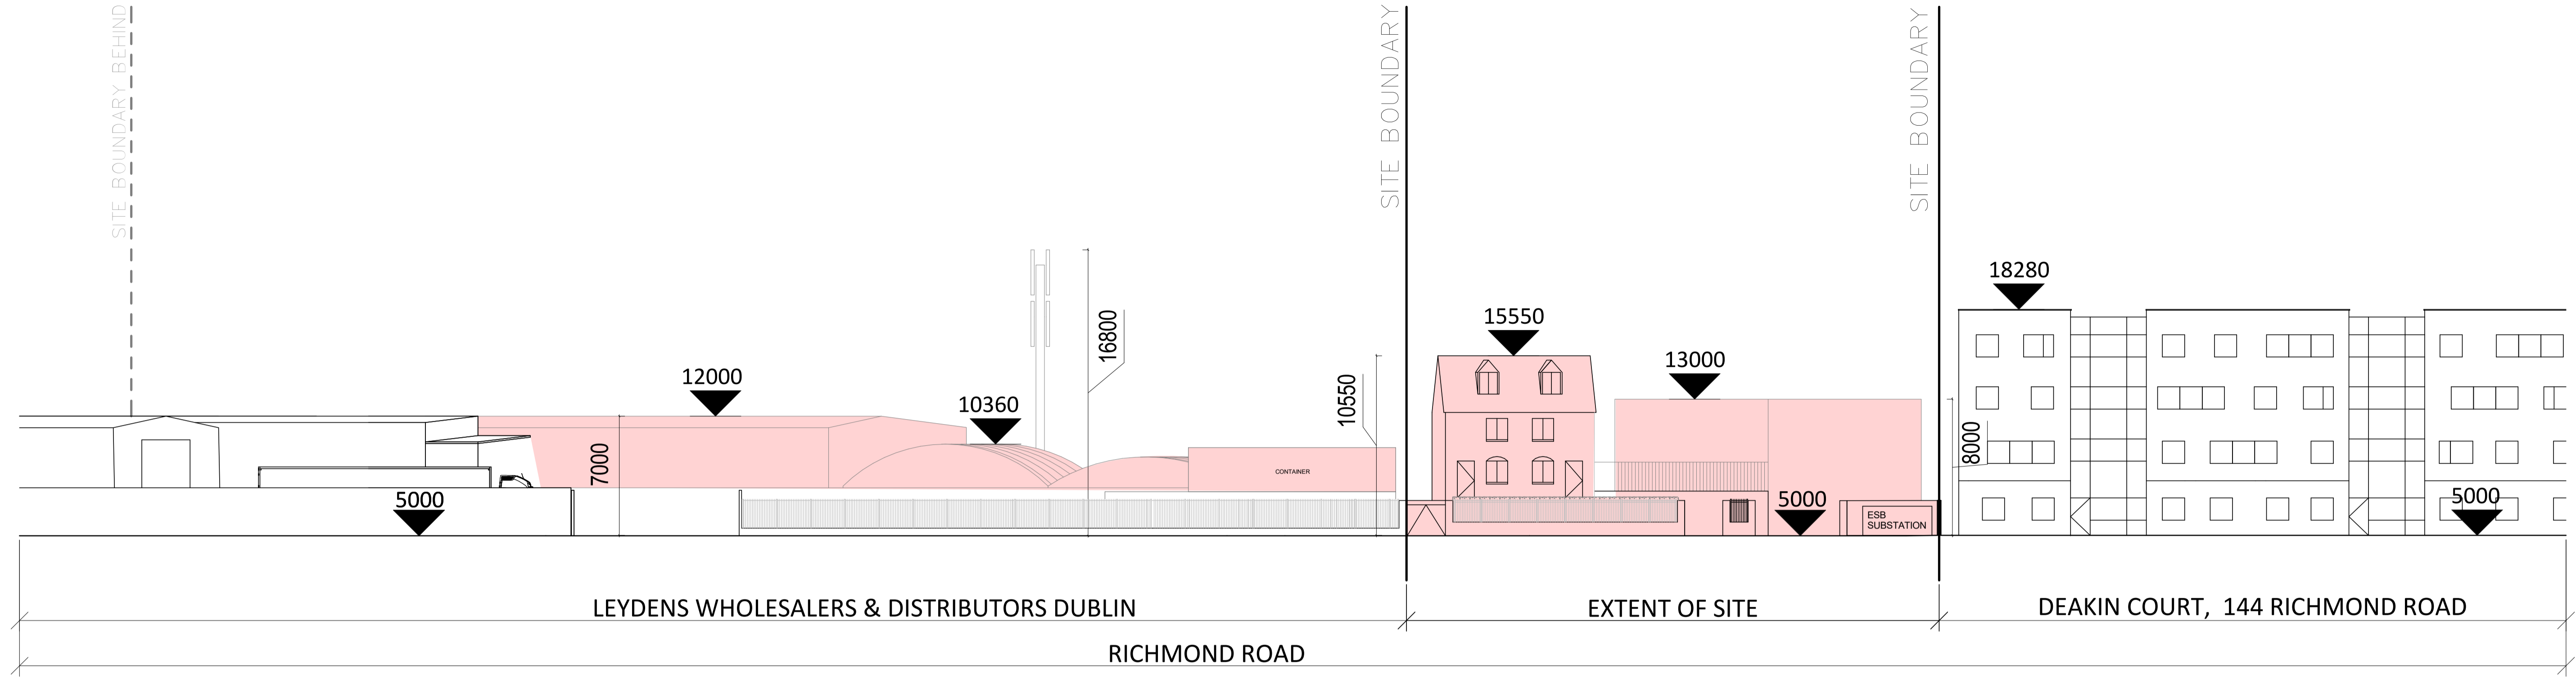 SITE BOUNDARY BEHIND
SITE BOUNDARY
SITE BOUNDARY
18280
15550
16800
13000
12000
10360
10550
8000
7000
CONTAINER
5000
5000
5000
ESB
SUBSTATION
LEYDENS WHOLESALERS & DISTRIBUTORS DUBLIN
EXTENT OF SITE
DEAKIN COURT, 144 RICHMOND ROAD
RICHMOND ROAD